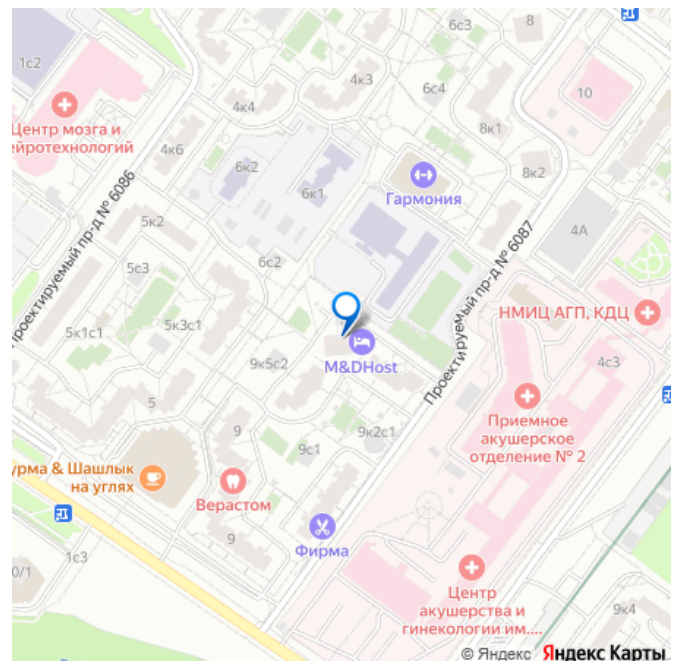 6с3
8
1с2
4к3
6с4
10
Центр мозга и
ейротехнологий
4к4
8к1
4к6
6к2
8к2
Гармония
6к1
5к2
4А
Проектируемый пр-д № 6086
5с3
6с2
Проектируемый пр-д № 6087
НМИЦ АГП, КДЦ
5к1с1
5к3с1
9к5с2
M&DHost
4с3
5
Приемное
акушерское
отделение № 2
9
9к2с1
9с1
урма & Шашлык
на углях
Верастом
9
Фирма
1с3
0/1
Центр
акушерства и
гинекологии им....
9к4
© Яндекс Яндекс Карты